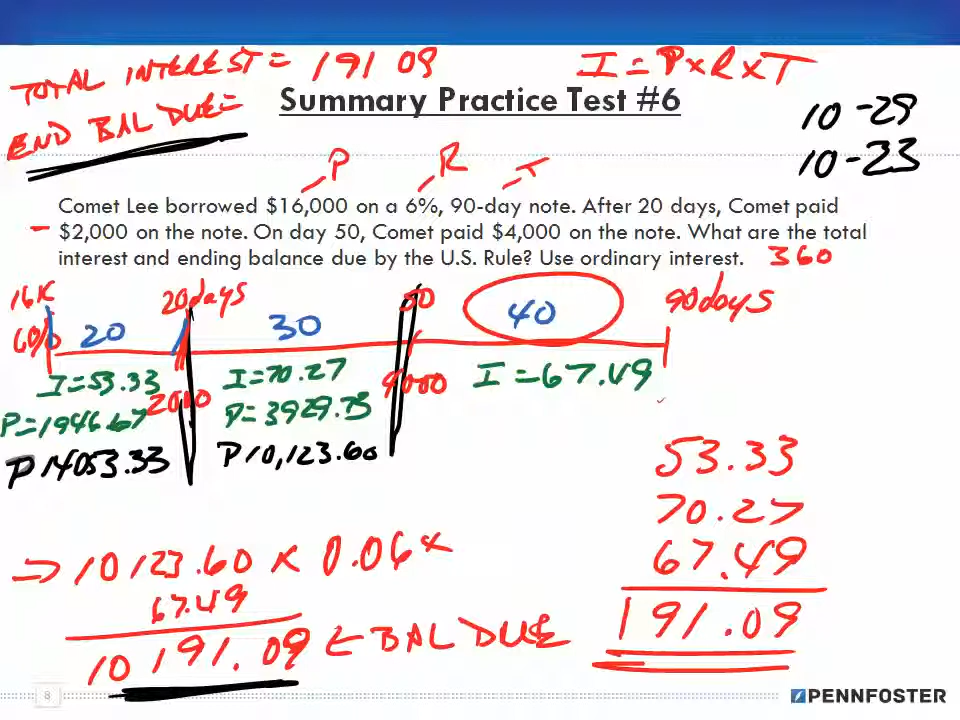 TOTAL INTEREST = 191 09
I = P x R x T
Summary Practice Test #6
END BAL DUE =
10 - 29
10 - 23
P R T
Comet Lee borrowed $16,000 on a 6%, 90-day note. After 20 days, Comet paid
$2,000 on the note. On day 50, Comet paid $4,000 on the note. What are the total
interest and ending balance due by the U.S. Rule? Use ordinary interest. 360
16K 20days 50 90days
6% 20 30 40
I = 53.33 I = 70.27 I = 67.49
2000 4000
P = 1946.67 P = 3929.73
P 14053.33 P 10,123.60
53.33
70.27
67.49
191.09
⇒ 10123.60 x 0.06 x
67.49
10 191.09 ← BAL DUE
8
PENNFOSTER